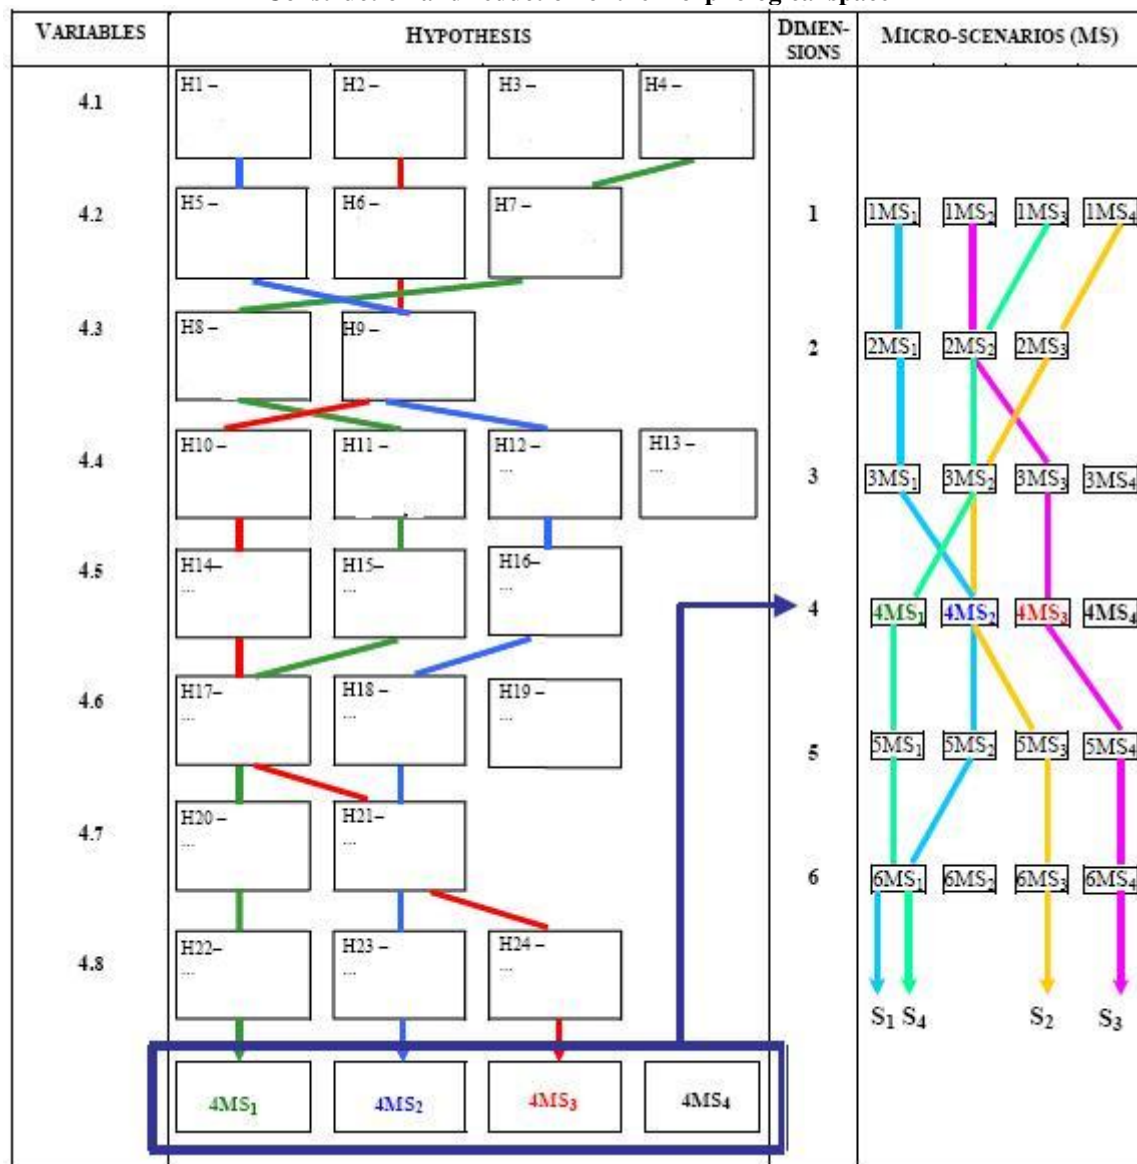 VARIABLES
HYPOTHESIS
DIMEN-
SIONS
MICRO-SCENARIOS (MS)
4.1
H1 –
H2 –
H3 –
H4 –
4.2
H5 –
H6 –
H7 –
1
1MS1
1MS2
1MS3
1MS4
4.3
H8 –
H9 –
2
2MS1
2MS2
2MS3
4.4
H10 –
H11 –
H12 –
...
H13 –
...
3
3MS1
3MS2
3MS3
3MS4
4.5
H14–
...
H15–
...
H16–
...
4
4MS1
4MS2
4MS3
4MS4
4.6
H17–
...
H18 –
...
H19 –
...
5
5MS1
5MS2
5MS3
5MS4
4.7
H20 –
...
H21–
...
6
6MS1
6MS2
6MS3
6MS4
4.8
H22–
...
H23 –
...
H24 –
...
S1 S4
S2
S3
4MS1
4MS2
4MS3
4MS4